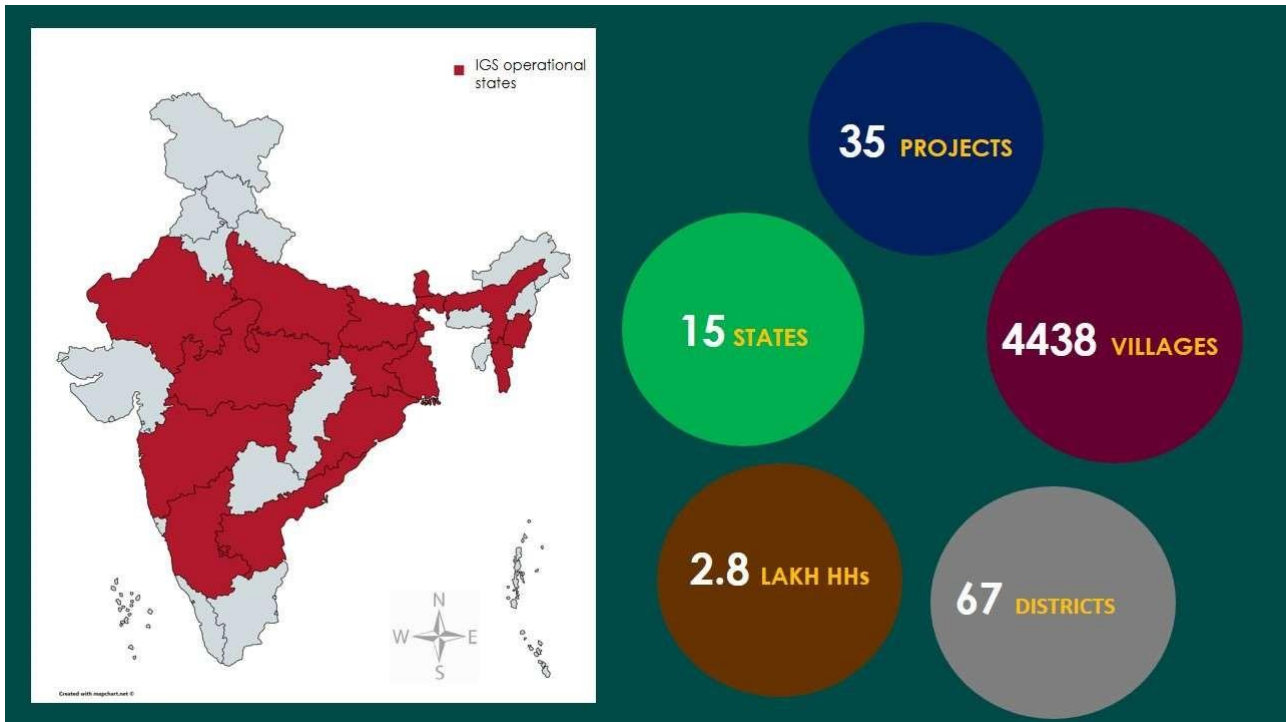 IGS operational
states
N
W E
S
Created with mapchart.net ©
35 PROJECTS
15 STATES
4438 VILLAGES
2.8 LAKH HHs
67 DISTRICTS